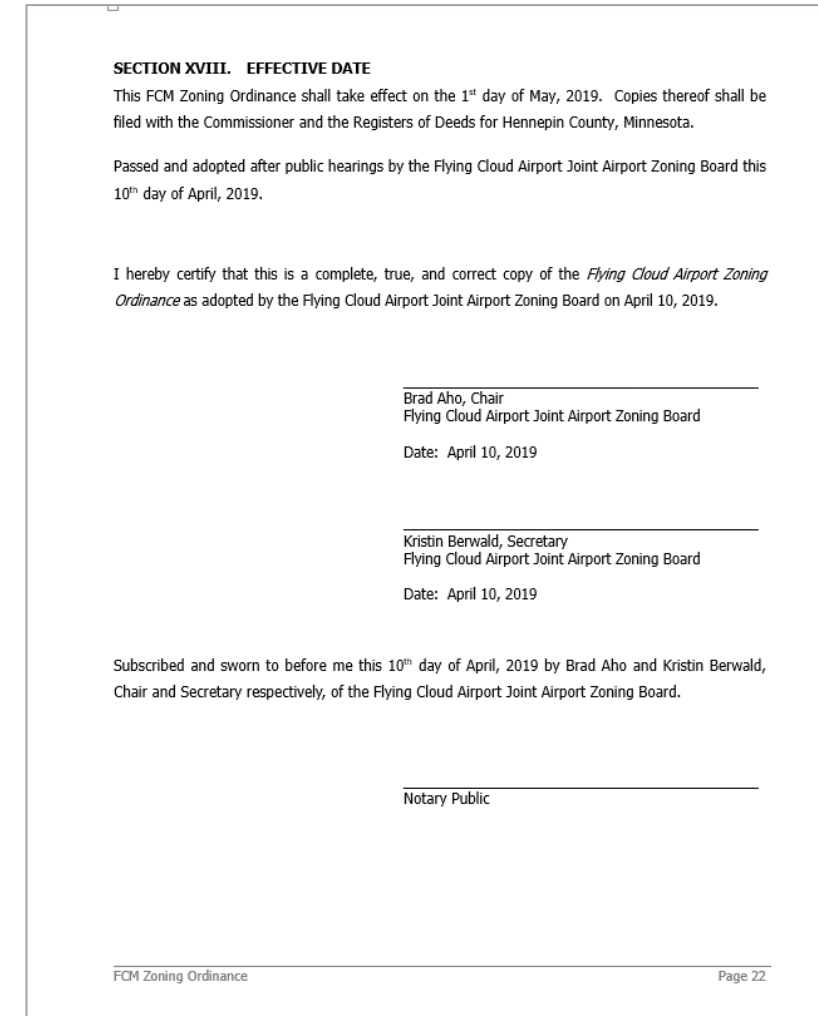 SECTION XVIII. EFFECTIVE DATE
This FCM Zoning Ordinance shall take effect on the 1st day of May, 2019. Copies thereof shall be
filed with the Commissioner and the Registers of Deeds for Hennepin County, Minnesota.
Passed and adopted after public hearings by the Flying Cloud Airport Joint Airport Zoning Board this
10th day of April, 2019.
I hereby certify that this is a complete, true, and correct copy of the Flying Cloud Airport Zoning
Ordinance as adopted by the Flying Cloud Airport Joint Airport Zoning Board on April 10, 2019.
Brad Aho, Chair
Flying Cloud Airport Joint Airport Zoning Board
Date: April 10, 2019
Kristin Berwald, Secretary
Flying Cloud Airport Joint Airport Zoning Board
Date: April 10, 2019
Subscribed and sworn to before me this 10th day of April, 2019 by Brad Aho and Kristin Berwald,
Chair and Secretary respectively, of the Flying Cloud Airport Joint Airport Zoning Board.
Notary Public
FCM Zoning Ordinance Page 22